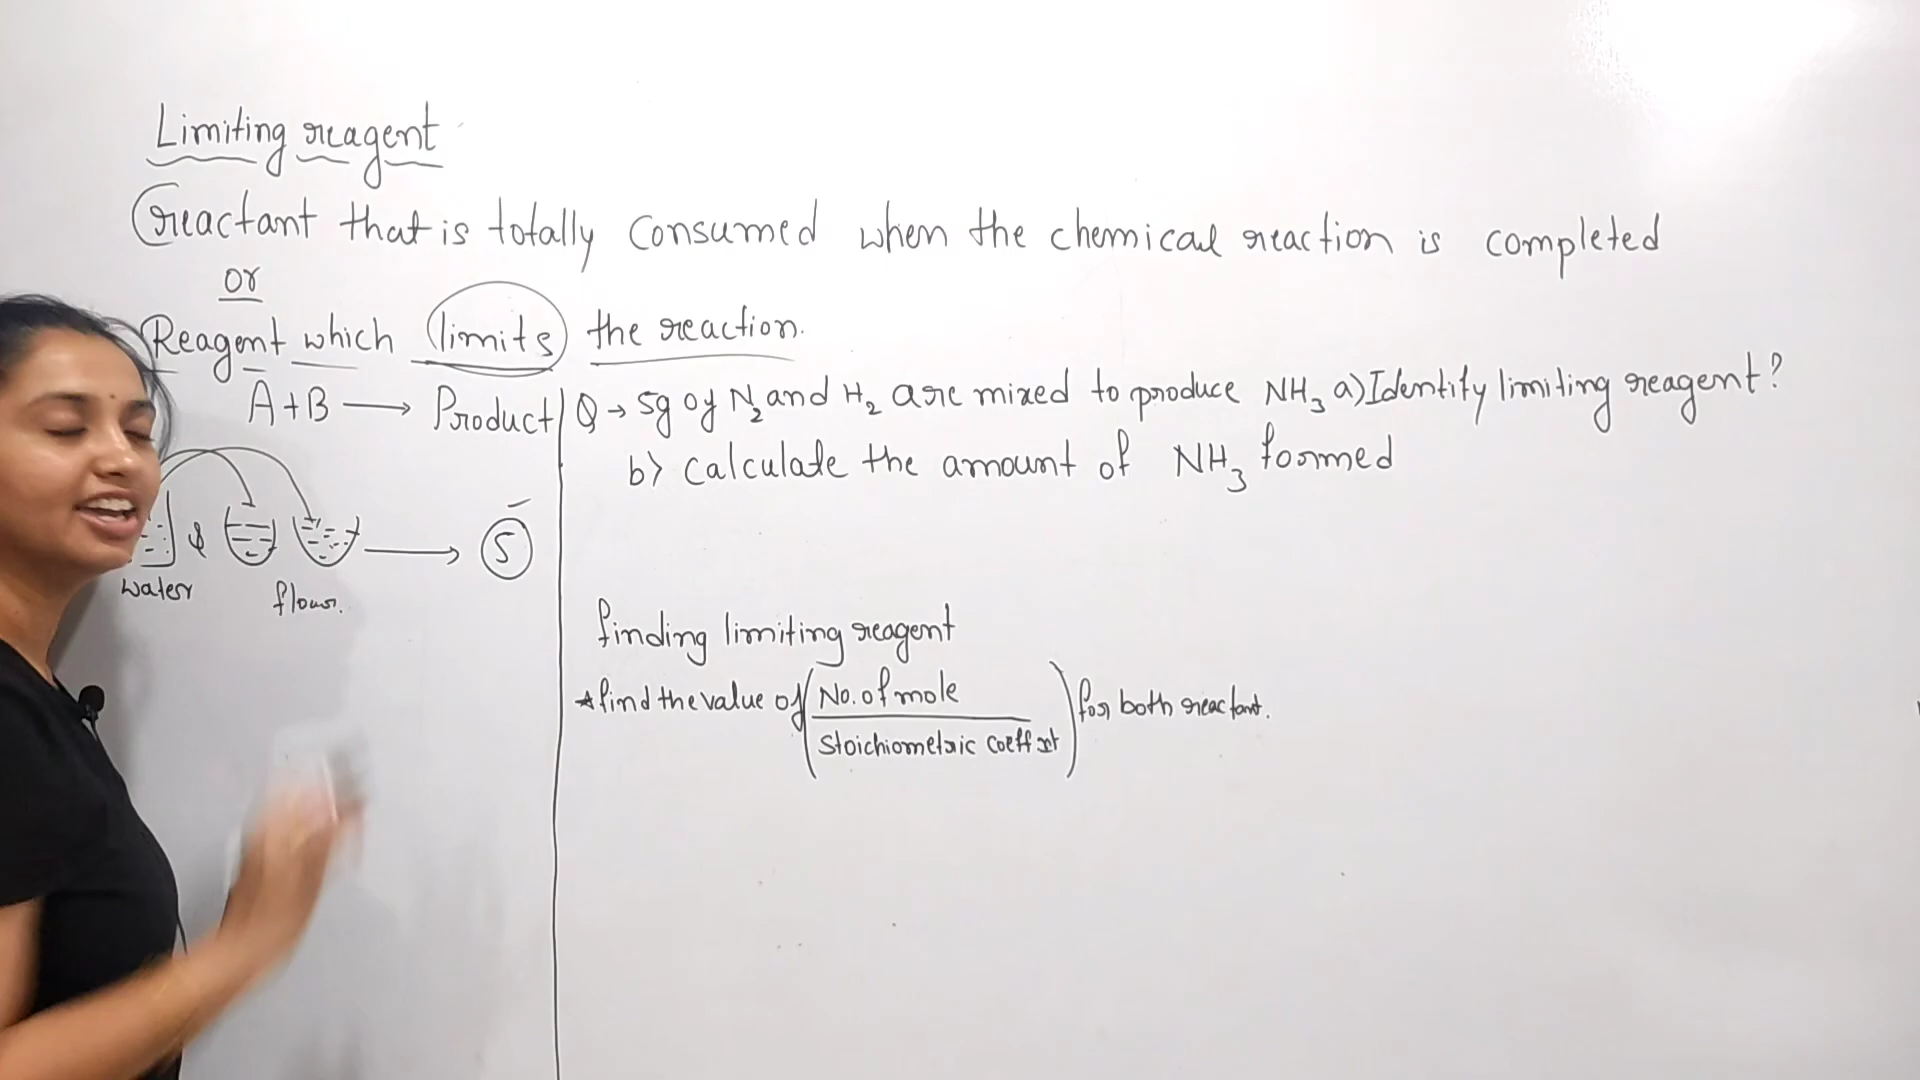 Limiting reagent
reactant that is totally consumed when the chemical reaction is completed
or
Reagent which limits the reaction.
A + B → Product
Q → 5g of N₂ and H₂ are mixed to produce NH₃ a) Identify limiting reagent?
b) Calculate the amount of NH₃ formed
& → 5
water flour.
finding limiting reagent
* find the value of (No. of mole / Stoichiometric coeffxt) for both reactant.